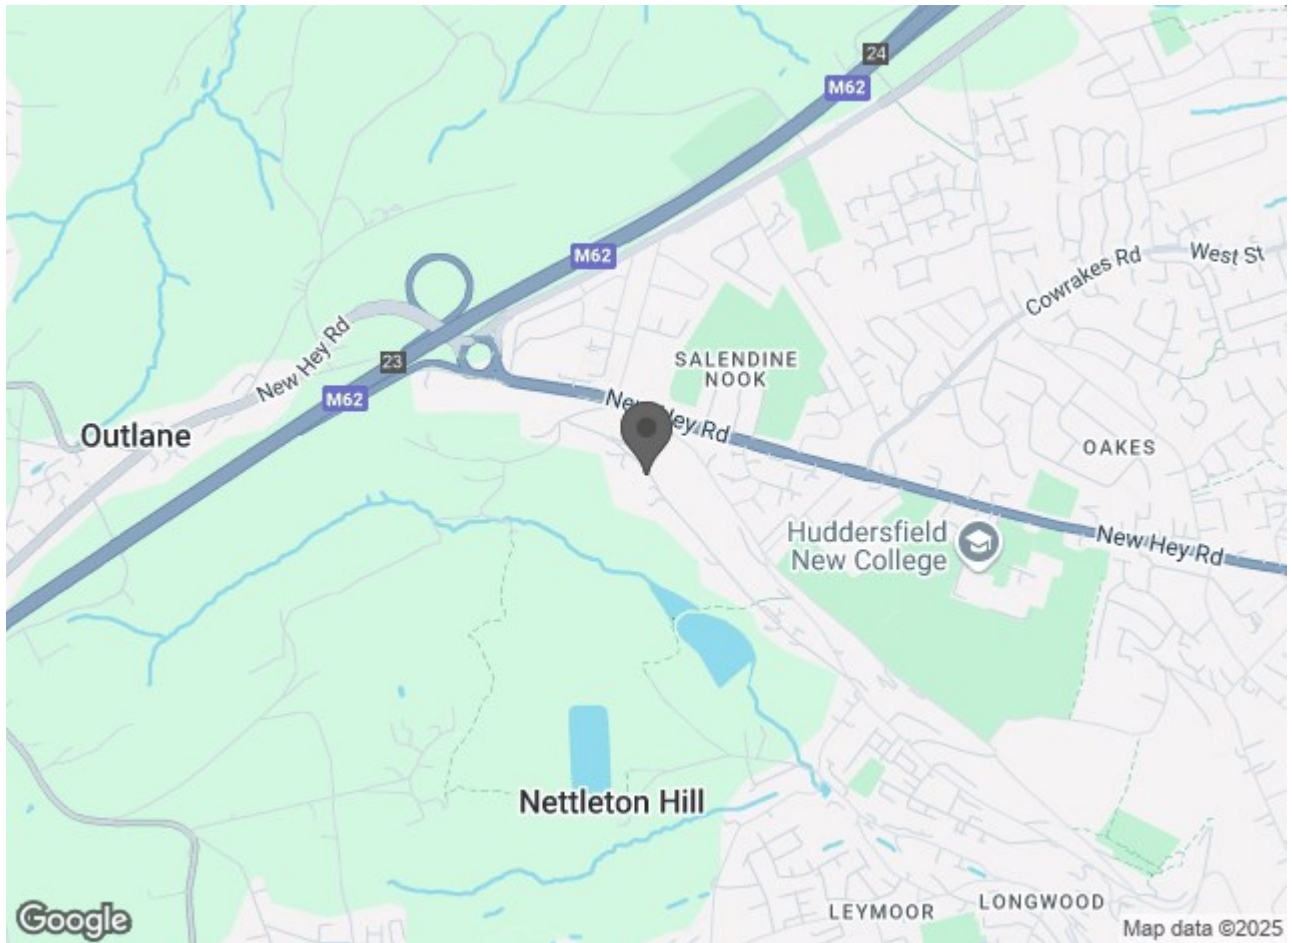 24
M62
M62
West St
Cowrakes Rd
New Hey Rd
23
M62
SALENDINE
NOOK
New Hey Rd
Outlane
OAKES
Huddersfield
New College
New Hey Rd
Nettleton Hill
LEYMOOR
LONGWOOD
Google
Map data ©2025